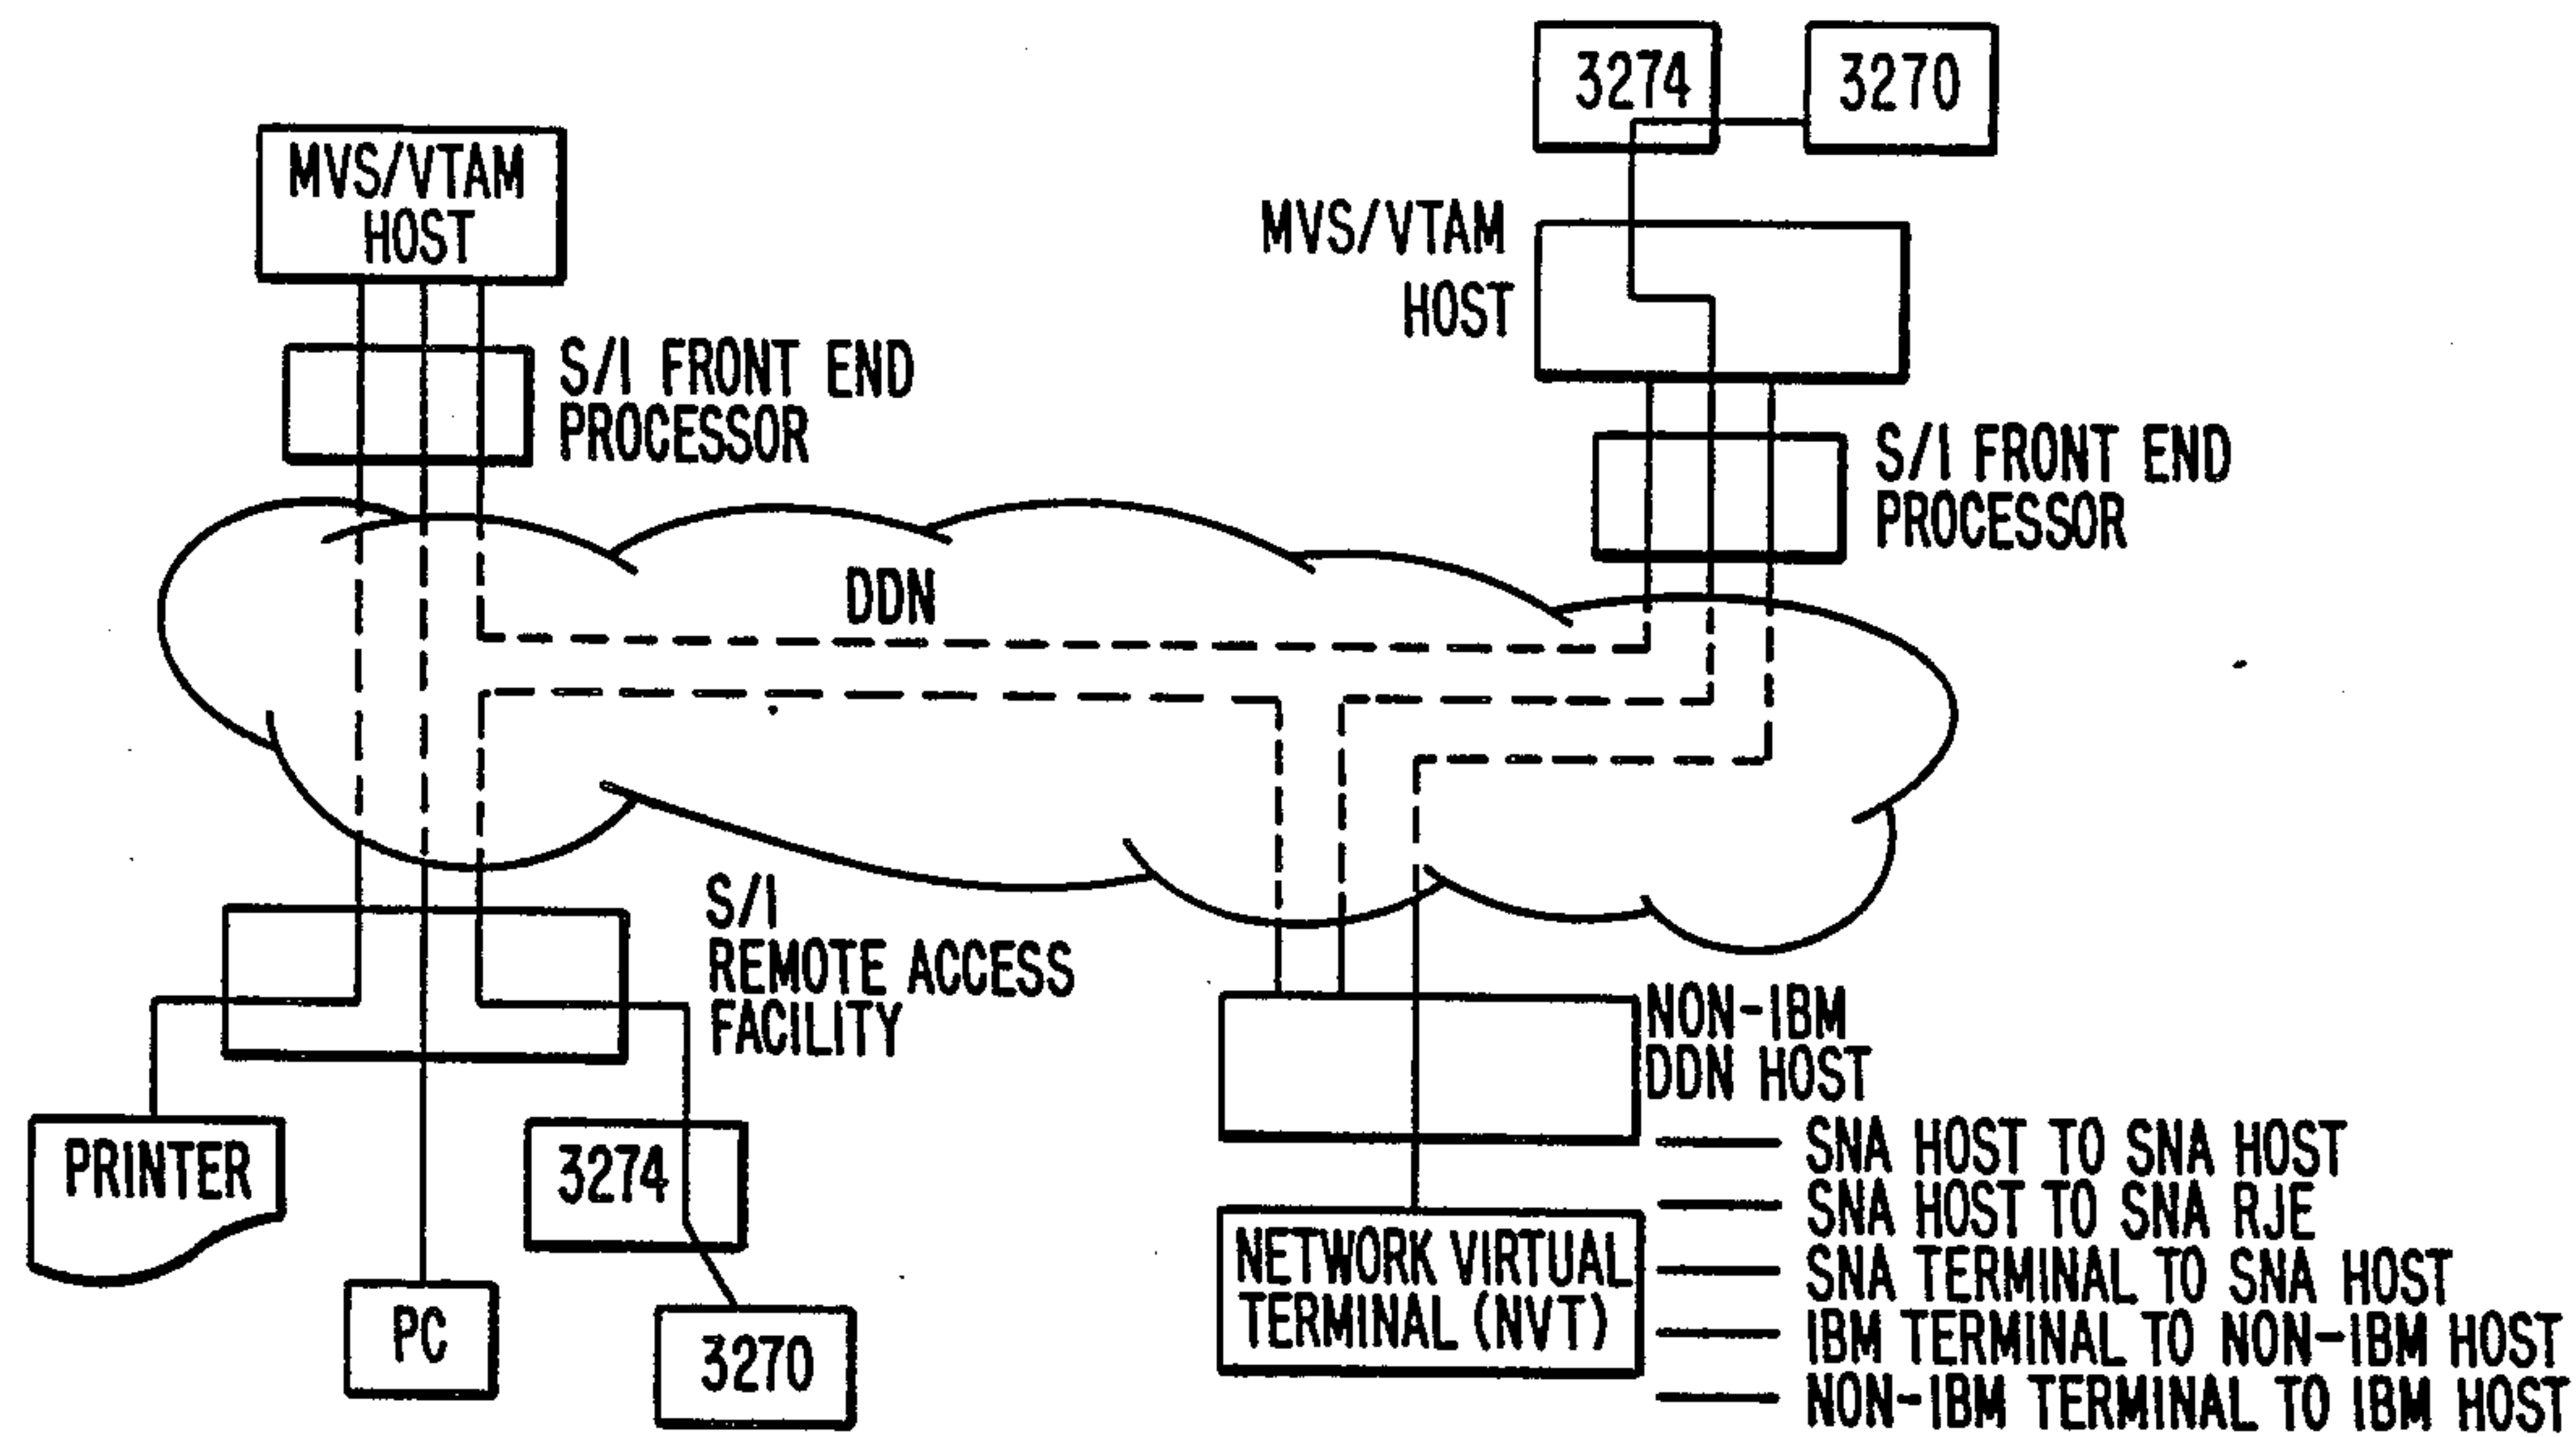 3274
3270
MVS/VTAM
HOST
MVS/VTAM
HOST
S/I FRONT END
PROCESSOR
S/I FRONT END
PROCESSOR
DDN
S/I
REMOTE ACCESS
FACILITY
NON-IBM
DDN HOST
PRINTER
3274
PC
3270
NETWORK VIRTUAL
TERMINAL (NVT)
SNA HOST TO SNA HOST
SNA HOST TO SNA RJE
SNA TERMINAL TO SNA HOST
IBM TERMINAL TO NON-IBM HOST
NON-IBM TERMINAL TO IBM HOST